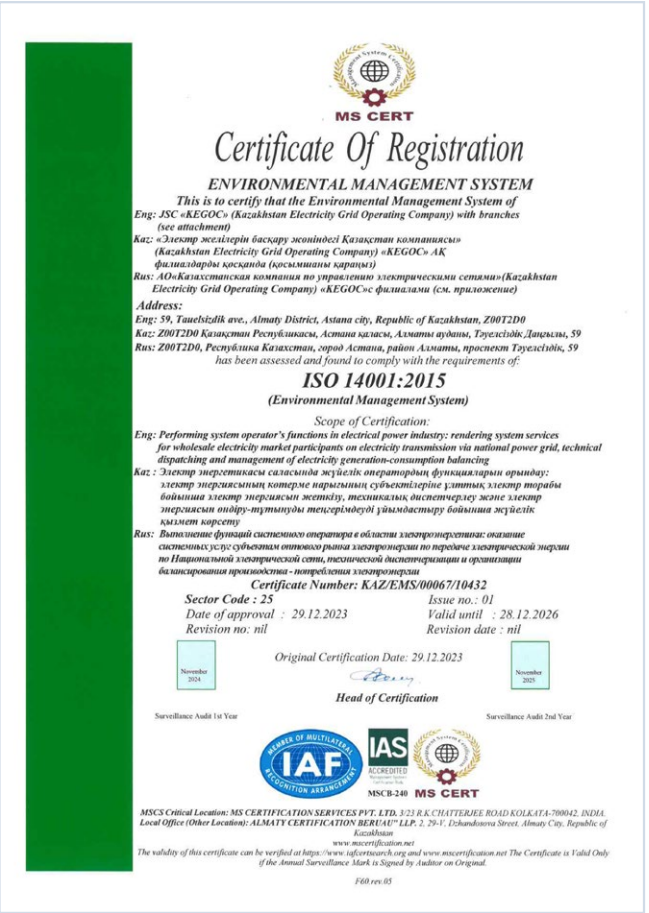 Management System Certification
MS CERT
Certificate Of Registration
ENVIRONMENTAL MANAGEMENT SYSTEM
This is to certify that the Environmental Management System of
Eng: JSC «KEGOC» (Kazakhstan Electricity Grid Operating Company) with branches
(see attachment)
Kaz: «Электр желілерін басқару жөніндегі Қазақстан компаниясы»
(Kazakhstan Electricity Grid Operating Company) «KEGOC» АҚ
филиалдарды қосқанда (қосымшаны қараңыз)
Rus: АО«Казахстанская компания по управлению электрическими сетями»(Kazakhstan
Electricity Grid Operating Company) «KEGOC»с филиалами (см. приложение)
Address:
Eng: 59, Tauelsizdik ave., Almaty District, Astana city, Republic of Kazakhstan, Z00T2D0
Kaz: Z00T2D0 Қазақстан Республикасы, Астана қаласы, Алматы ауданы, Тәуелсіздік Даңғылы, 59
Rus: Z00T2D0, Республика Казахстан, город Астана, район Алматы, проспект Тәуелсіздік, 59
has been assessed and found to comply with the requirements of:
ISO 14001:2015
(Environmental Management System)
Scope of Certification:
Eng: Performing system operator's functions in electrical power industry: rendering system services
for wholesale electricity market participants on electricity transmission via national power grid, technical
dispatching and management of electricity generation-consumption balancing
Kaz : Электр энергетикасы саласында жүйелік оператордың функцияларын орындау:
электр энергиясының көтерме нарығының субъектілеріне ұлттық электр торабы
бойынша электр энергиясын жеткізу, техникалық диспетчерлеу және электр
энергиясын өндіру-тұтынуды теңгерімдеуді ұйымдастыру бойынша жүйелік
қызмет көрсету
Rus: Выполнение функций системного оператора в области электроэнергетики: оказание
системных услуг субъектам оптового рынка электроэнергии по передаче электрической энергии
по Национальной электрической сети, технической диспетчеризации и организации
балансирования производства - потребления электроэнергии
Certificate Number: KAZ/EMS/00067/10432
Sector Code : 25 Issue no.: 01
Date of approval : 29.12.2023 Valid until : 28.12.2026
Revision no: nil Revision date : nil
Original Certification Date: 29.12.2023
November
2024
November
2025
Head of Certification
Surveillance Audit 1st Year Surveillance Audit 2nd Year
MEMBER OF MULTILATERAL
IAF
RECOGNITION ARRANGEMENT
IAS
ACCREDITED
MSCB-240
Management System Certification
MS CERT
MSCS Critical Location: MS CERTIFICATION SERVICES PVT. LTD. 3/23 R.K.CHATTERJEE ROAD KOLKATA-700042, INDIA.
Local Office (Other Location): ALMATY CERTIFICATION BERUAU" LLP. 2, 29-V, Dzhandosova Street, Almaty City, Republic of
Kazakhstan
www.mscertification.net
The validity of this certificate can be verified at https://www.iafcertsearch.org and www.mscertification.net The Certificate is Valid Only
if the Annual Surveillance Mark is Signed by Auditor on Original.
F60.rev.05